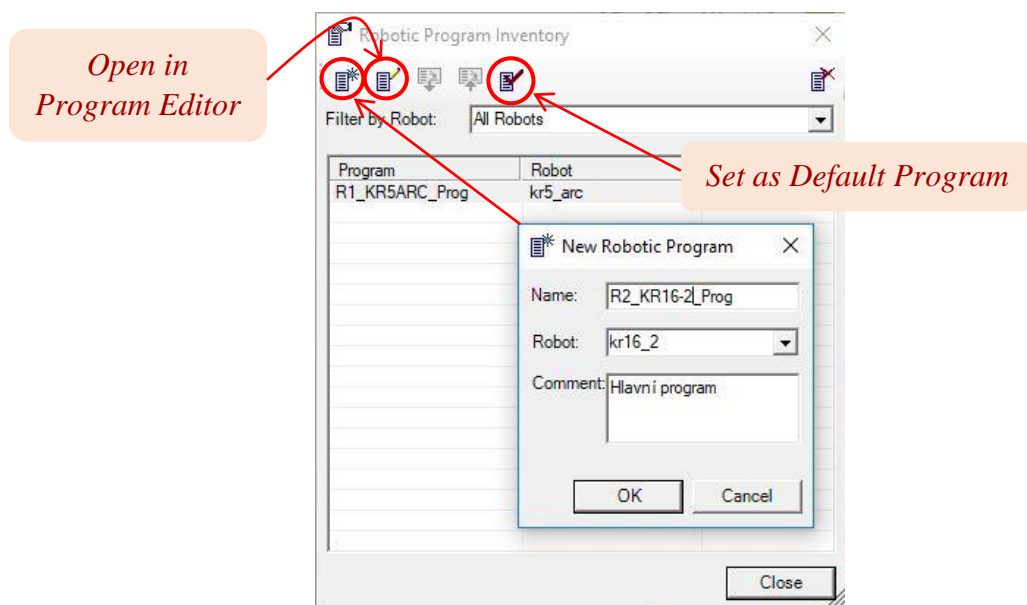 Robotic Program Inventory
Open in
Program Editor
Filter by Robot: All Robots
Set as Default Program
Program Robot
R1_KR5ARC_Prog kr5_arc
New Robotic Program
Name: R2_KR16-2_Prog
Robot: kr16_2
Comment: Hlavní program
OK Cancel
Close